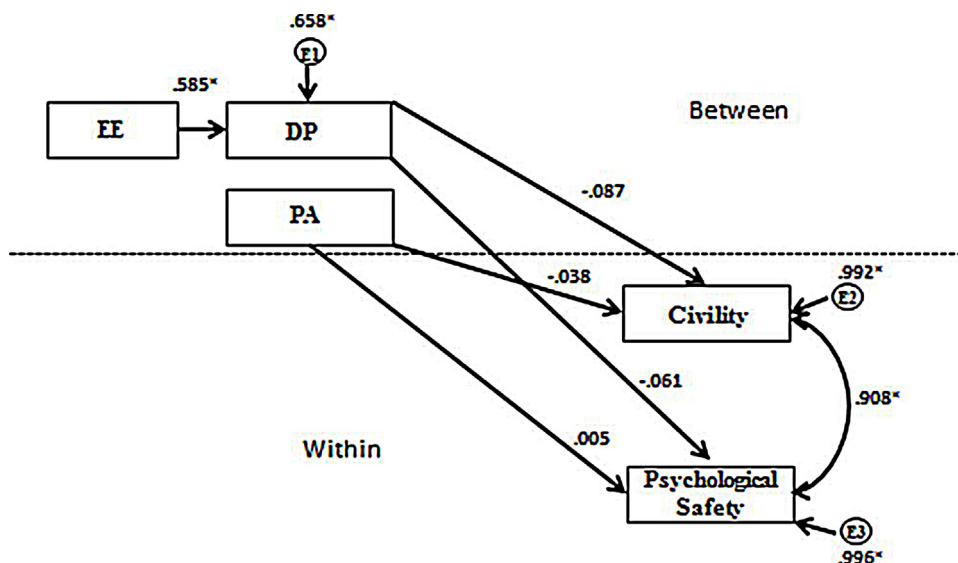 .658*
E1
.585*
EE
DP
Between
PA
-.087
-.038
.992*
E2
Civility
-.061
.908*
.005
Within
Psychological
Safety
E3
.996*